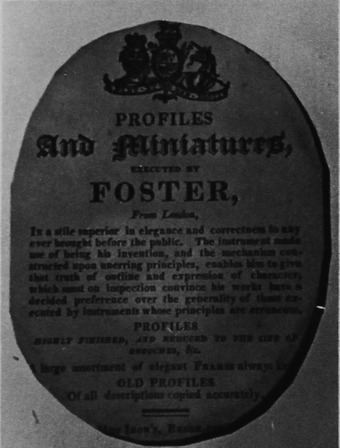 PROFILES
And Miniatures,
EXECUTED BY
FOSTER,
From London,
In a stile superior in elegance and correctness to any
ever brought before the public. The instrument made
use of being his invention, and the mechanism con-
structed upon unerring principles, enables him to give
that truth of outline and expression of character,
which must on inspection convince his works have a
decided preference over the generality of those ex-
ecuted by instruments whose principles are erroneous.
PROFILES
HIGHLY FINISHED, AND REDUCED TO THE SIZE OF
BROOCHES, &c.
A large assortment of elegant FRAMES always
OLD PROFILES
Of all descriptions copied accurately.